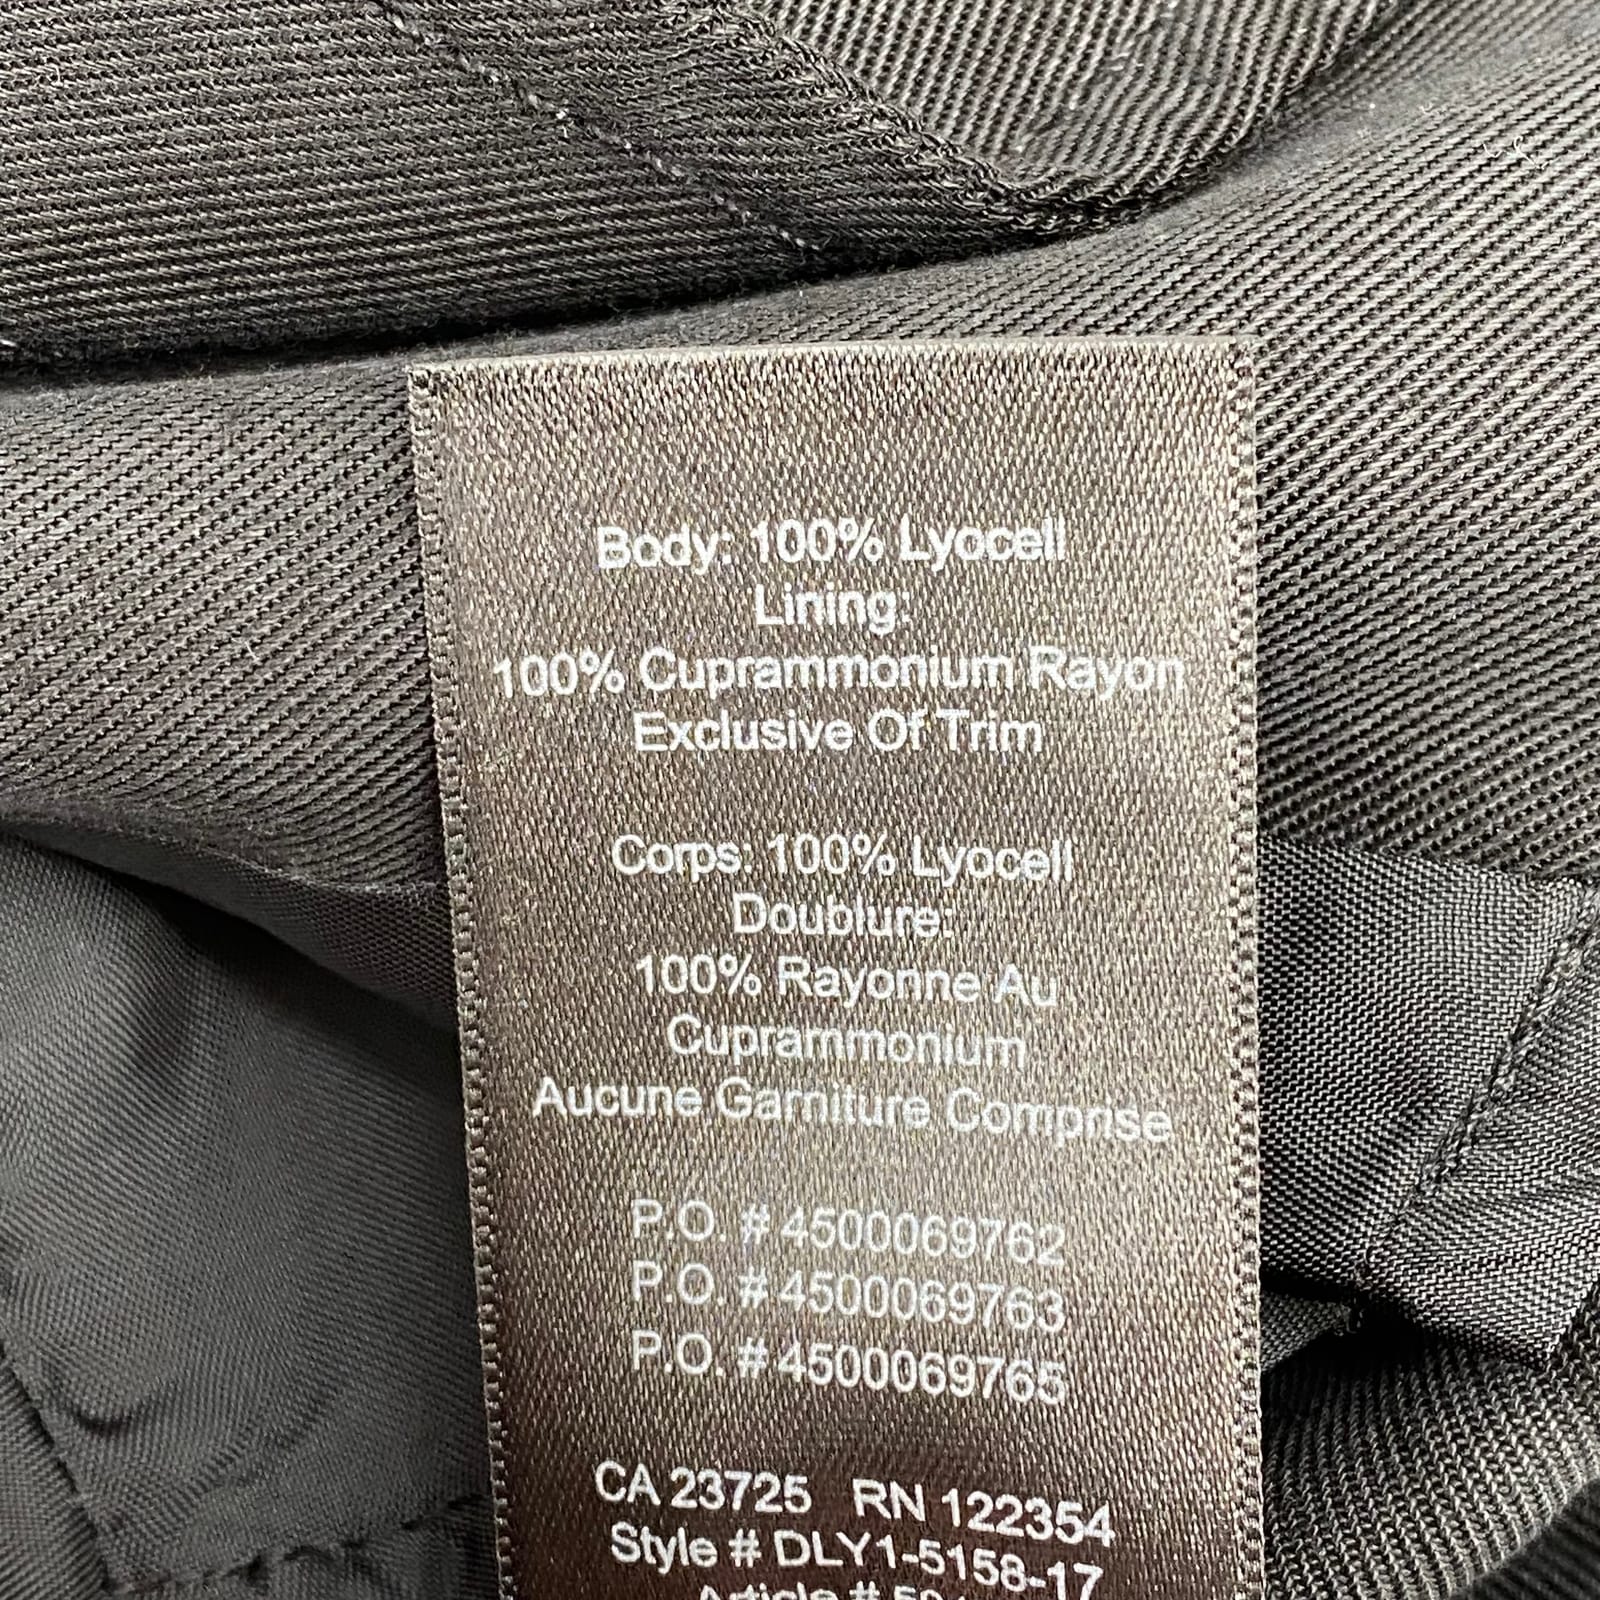 Body: 100% Lyocell
Lining:
100% Cuprammonium Rayon
Exclusive Of Trim
Corps: 100% Lyocell
Doublure:
100% Rayonne Au
Cuprammonium
Aucune Garniture Comprise
P.O. # 4500069762
P.O. # 4500069763
P.O. # 4500069765
CA 23725 RN 122354
Style # DLY1-5158-17
Article #